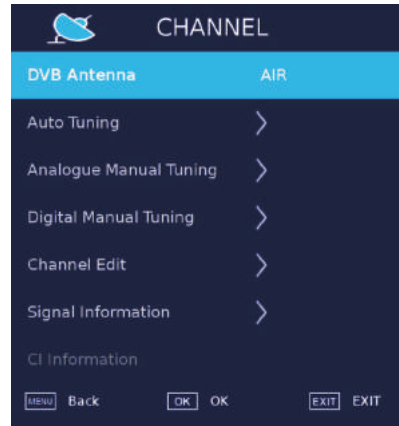 CHANNEL
DVB Antenna AIR
Auto Tuning
Analogue Manual Tuning
Digital Manual Tuning
Channel Edit
Signal Information
CI Information
MENU Back OK OK EXIT EXIT